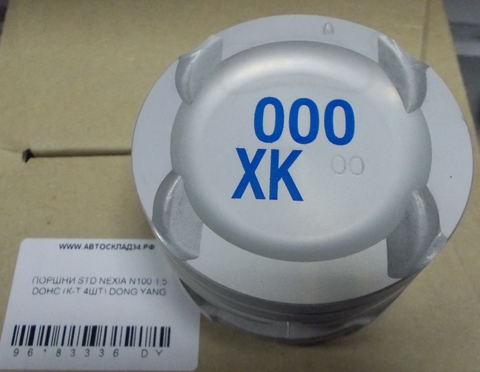 A
000
XK 00
WWW.АВТОСКЛАД34.РФ
ПОРШНИ STD NEXIA N100 1,5
DOHC (К-Т 4ШТ) DONG YANG
96183336 DY